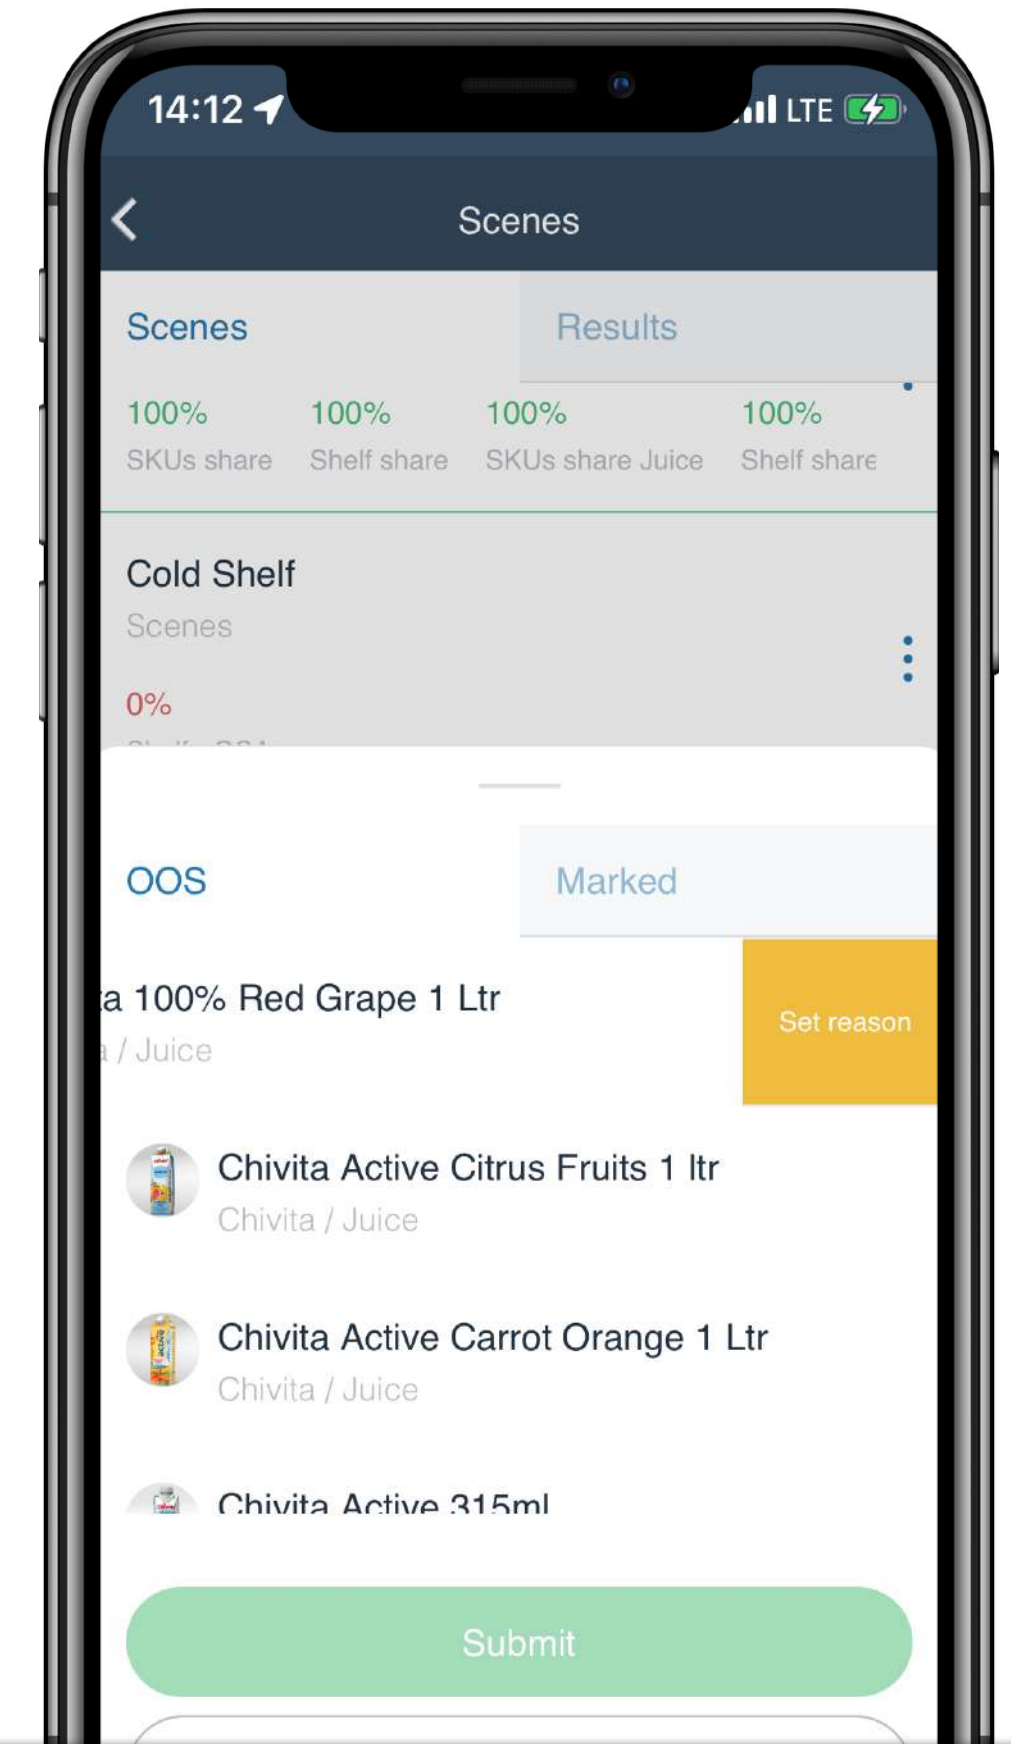 14:12 LTE
Scenes
Scenes Results
100% 100% 100% 100%
SKUs share Shelf share SKUs share Juice Shelf share
Cold Shelf
Scenes
0%
OOS Marked
a 100% Red Grape 1 Ltr
Set reason
a / Juice
Chivita Active Citrus Fruits 1 ltr
Chivita / Juice
Chivita Active Carrot Orange 1 Ltr
Chivita / Juice
Chivita Active 315ml
Submit